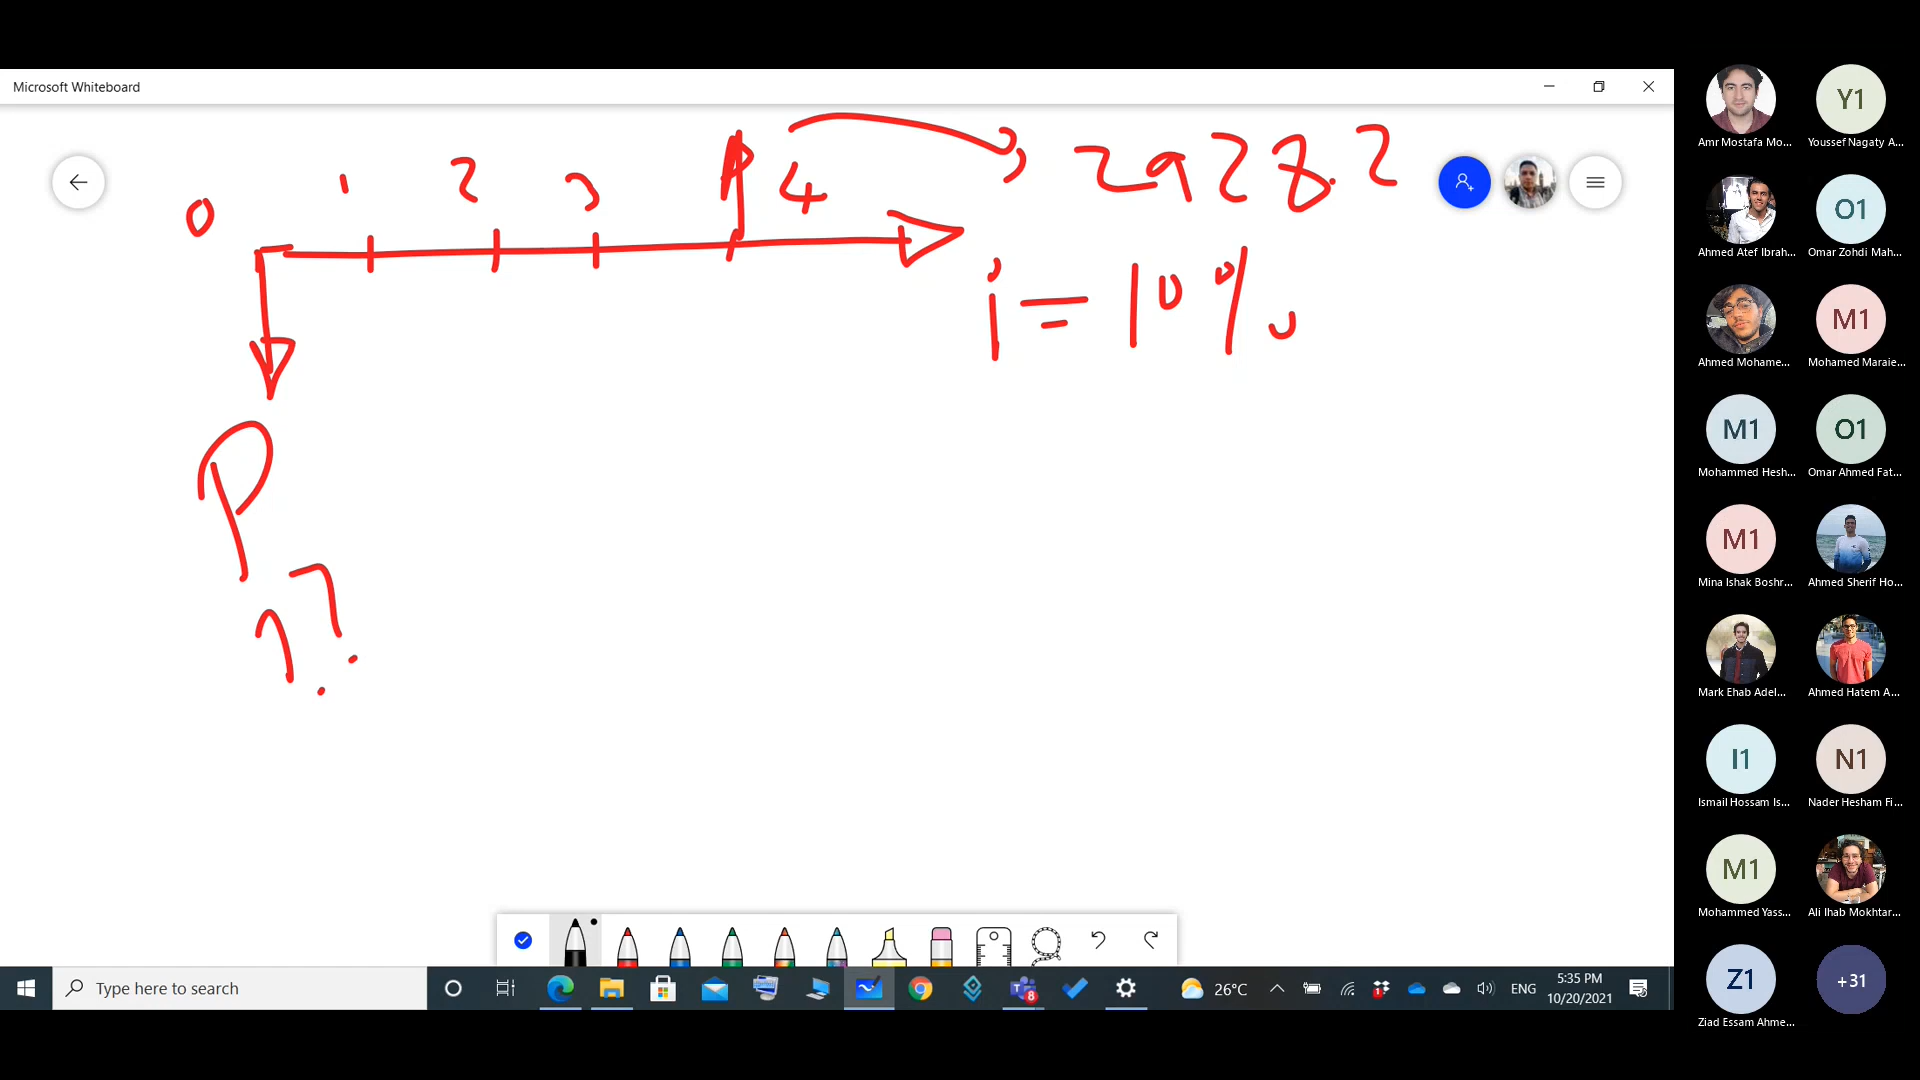 Microsoft Whiteboard
0 1 2 3 4 2928.2
i = 10%
P
??
Amr Mostafa Mo...
Y1
Youssef Nagaty A...
Ahmed Atef Ibrah...
O1
Omar Zohdi Mah...
Ahmed Mohame...
M1
Mohamed Maraie...
M1
Mohammed Hesh...
O1
Omar Ahmed Fat...
M1
Mina Ishak Boshr...
Ahmed Sherif Ho...
Mark Ehab Adel...
Ahmed Hatem A...
I1
Ismail Hossam Is...
N1
Nader Hesham Fi...
M1
Mohammed Yass...
Ali Ihab Mokhtar...
Z1
Ziad Essam Ahme...
+31
Type here to search
8
26°C
1
ENG
5:35 PM
10/20/2021